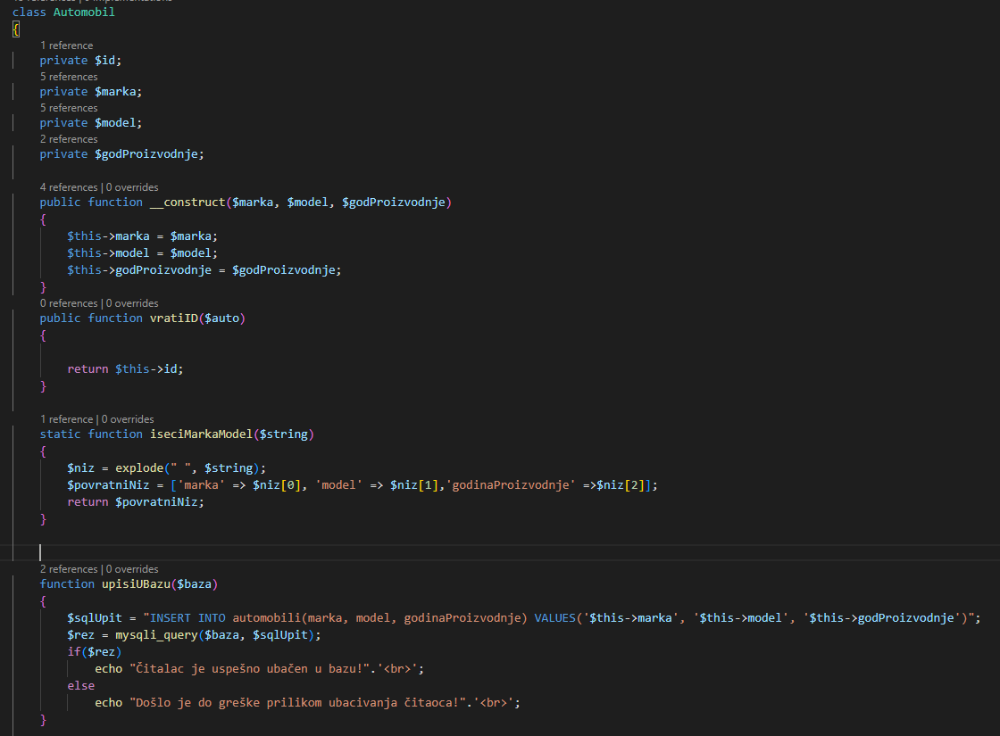 class Automobil
{
1 reference
private $id;
5 references
private $marka;
5 references
private $model;
2 references
private $godProizvodnje;
4 references | 0 overrides
public function __construct($marka, $model, $godProizvodnje)
{
$this->marka = $marka;
$this->model = $model;
$this->godProizvodnje = $godProizvodnje;
}
0 references | 0 overrides
public function vratiID($auto)
{
return $this->id;
}
1 reference | 0 overrides
static function iseciMarkaModel($string)
{
$niz = explode(" ", $string);
$povratniNiz = ['marka' => $niz[0], 'model' => $niz[1],'godinaProizvodnje' =>$niz[2]];
return $povratniNiz;
}
2 references | 0 overrides
function upisiUBazu($baza)
{
$sqlUpit = "INSERT INTO automobili(marka, model, godinaProizvodnje) VALUES('$this->marka', '$this->model', '$this->godProizvodnje')";
$rez = mysqli_query($baza, $sqlUpit);
if($rez)
echo "Čitalac je uspešno ubačen u bazu!".'<br>';
else
echo "Došlo je do greške prilikom ubacivanja čitaoca!".'<br>';
}